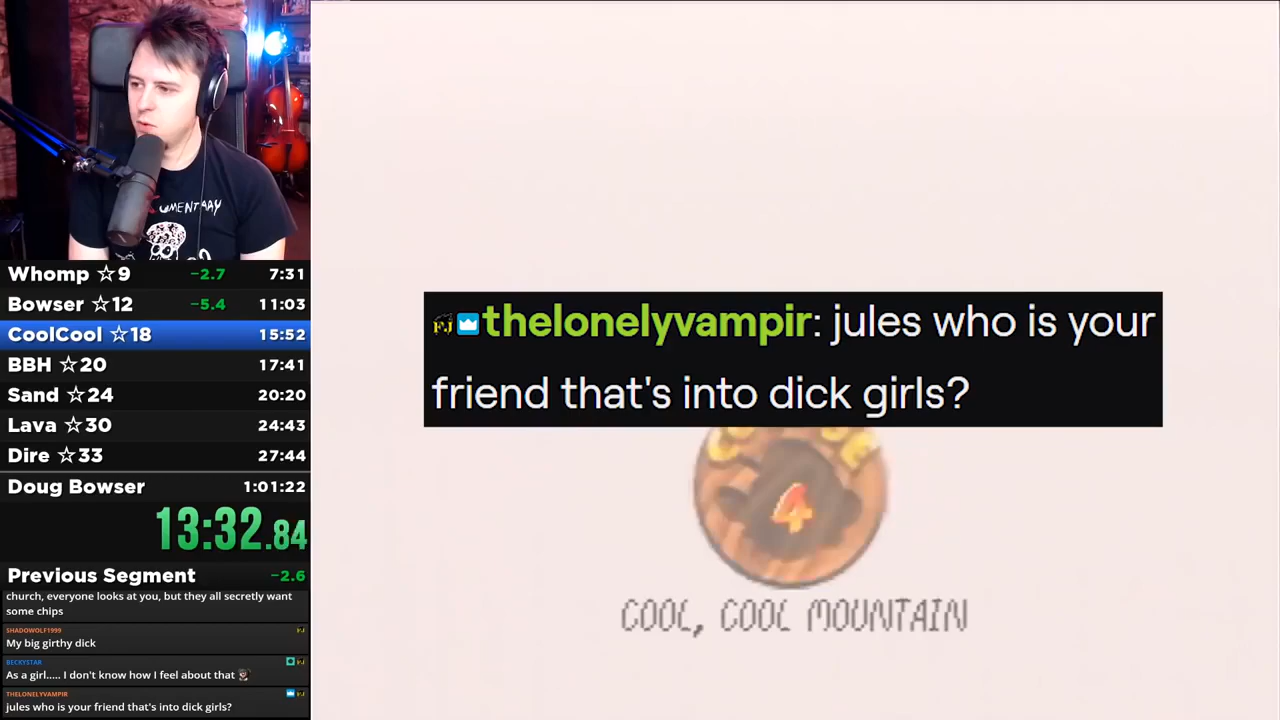 Whomp ☆9 -2.7 7:31
Bowser ☆12 -5.4 11:03
CoolCool ☆18 15:52
BBH ☆20 17:41
Sand ☆24 20:20
Lava ☆30 24:43
Dire ☆33 27:44
Doug Bowser 1:01:22
13:32.84
Previous Segment -2.6
church, everyone looks at you, but they all secretly want
some chips
SHADOWOLF1999
My big girthy dick
BECKYSTAR
As a girl..... I don't know how I feel about that
THELONELYVAMPIR
jules who is your friend that's into dick girls?
thelonelyvampir: jules who is your
friend that's into dick girls?
4
COOL, COOL MOUNTAIN